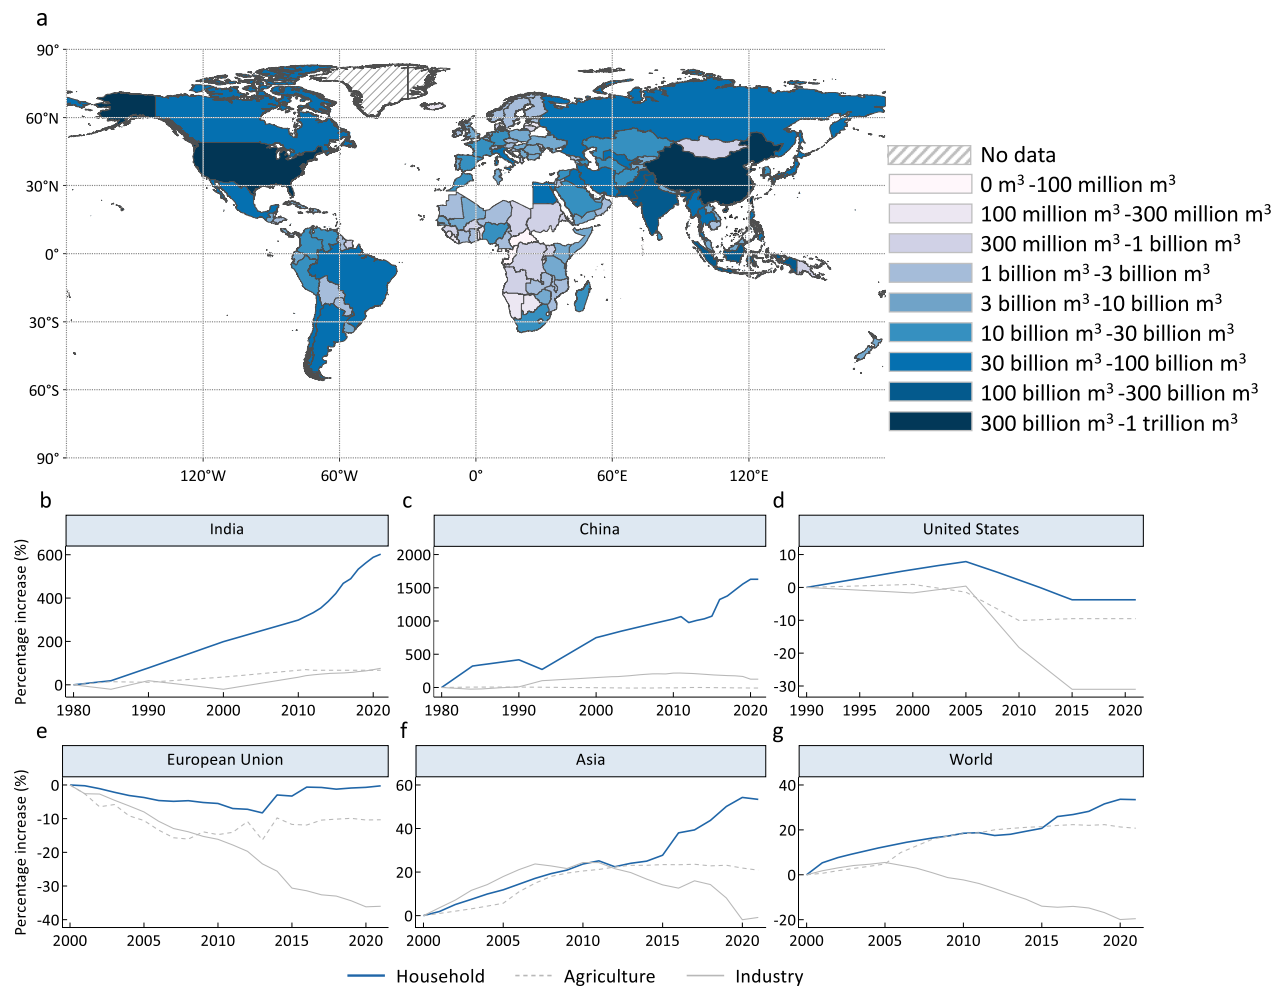 a
90°
60°N
30°N
0°
30°S
60°S
90°
120°W
60°W
0°
60°E
120°E
No data
0 m³ -100 million m³
100 million m³ -300 million m³
300 million m³ -1 billion m³
1 billion m³ -3 billion m³
3 billion m³ -10 billion m³
10 billion m³ -30 billion m³
30 billion m³ -100 billion m³
100 billion m³ -300 billion m³
300 billion m³ -1 trillion m³
b
India
Percentage increase (%)
600
400
200
0
1980
1990
2000
2010
2020
c
China
2000
1500
1000
500
0
1980
1990
2000
2010
2020
d
United States
10
0
-10
-20
-30
1990
1995
2000
2005
2010
2015
2020
e
European Union
Percentage increase (%)
0
-10
-20
-30
-40
2000
2005
2010
2015
2020
f
Asia
60
40
20
0
2000
2005
2010
2015
2020
g
World
40
20
0
-20
2000
2005
2010
2015
2020
Household
Agriculture
Industry